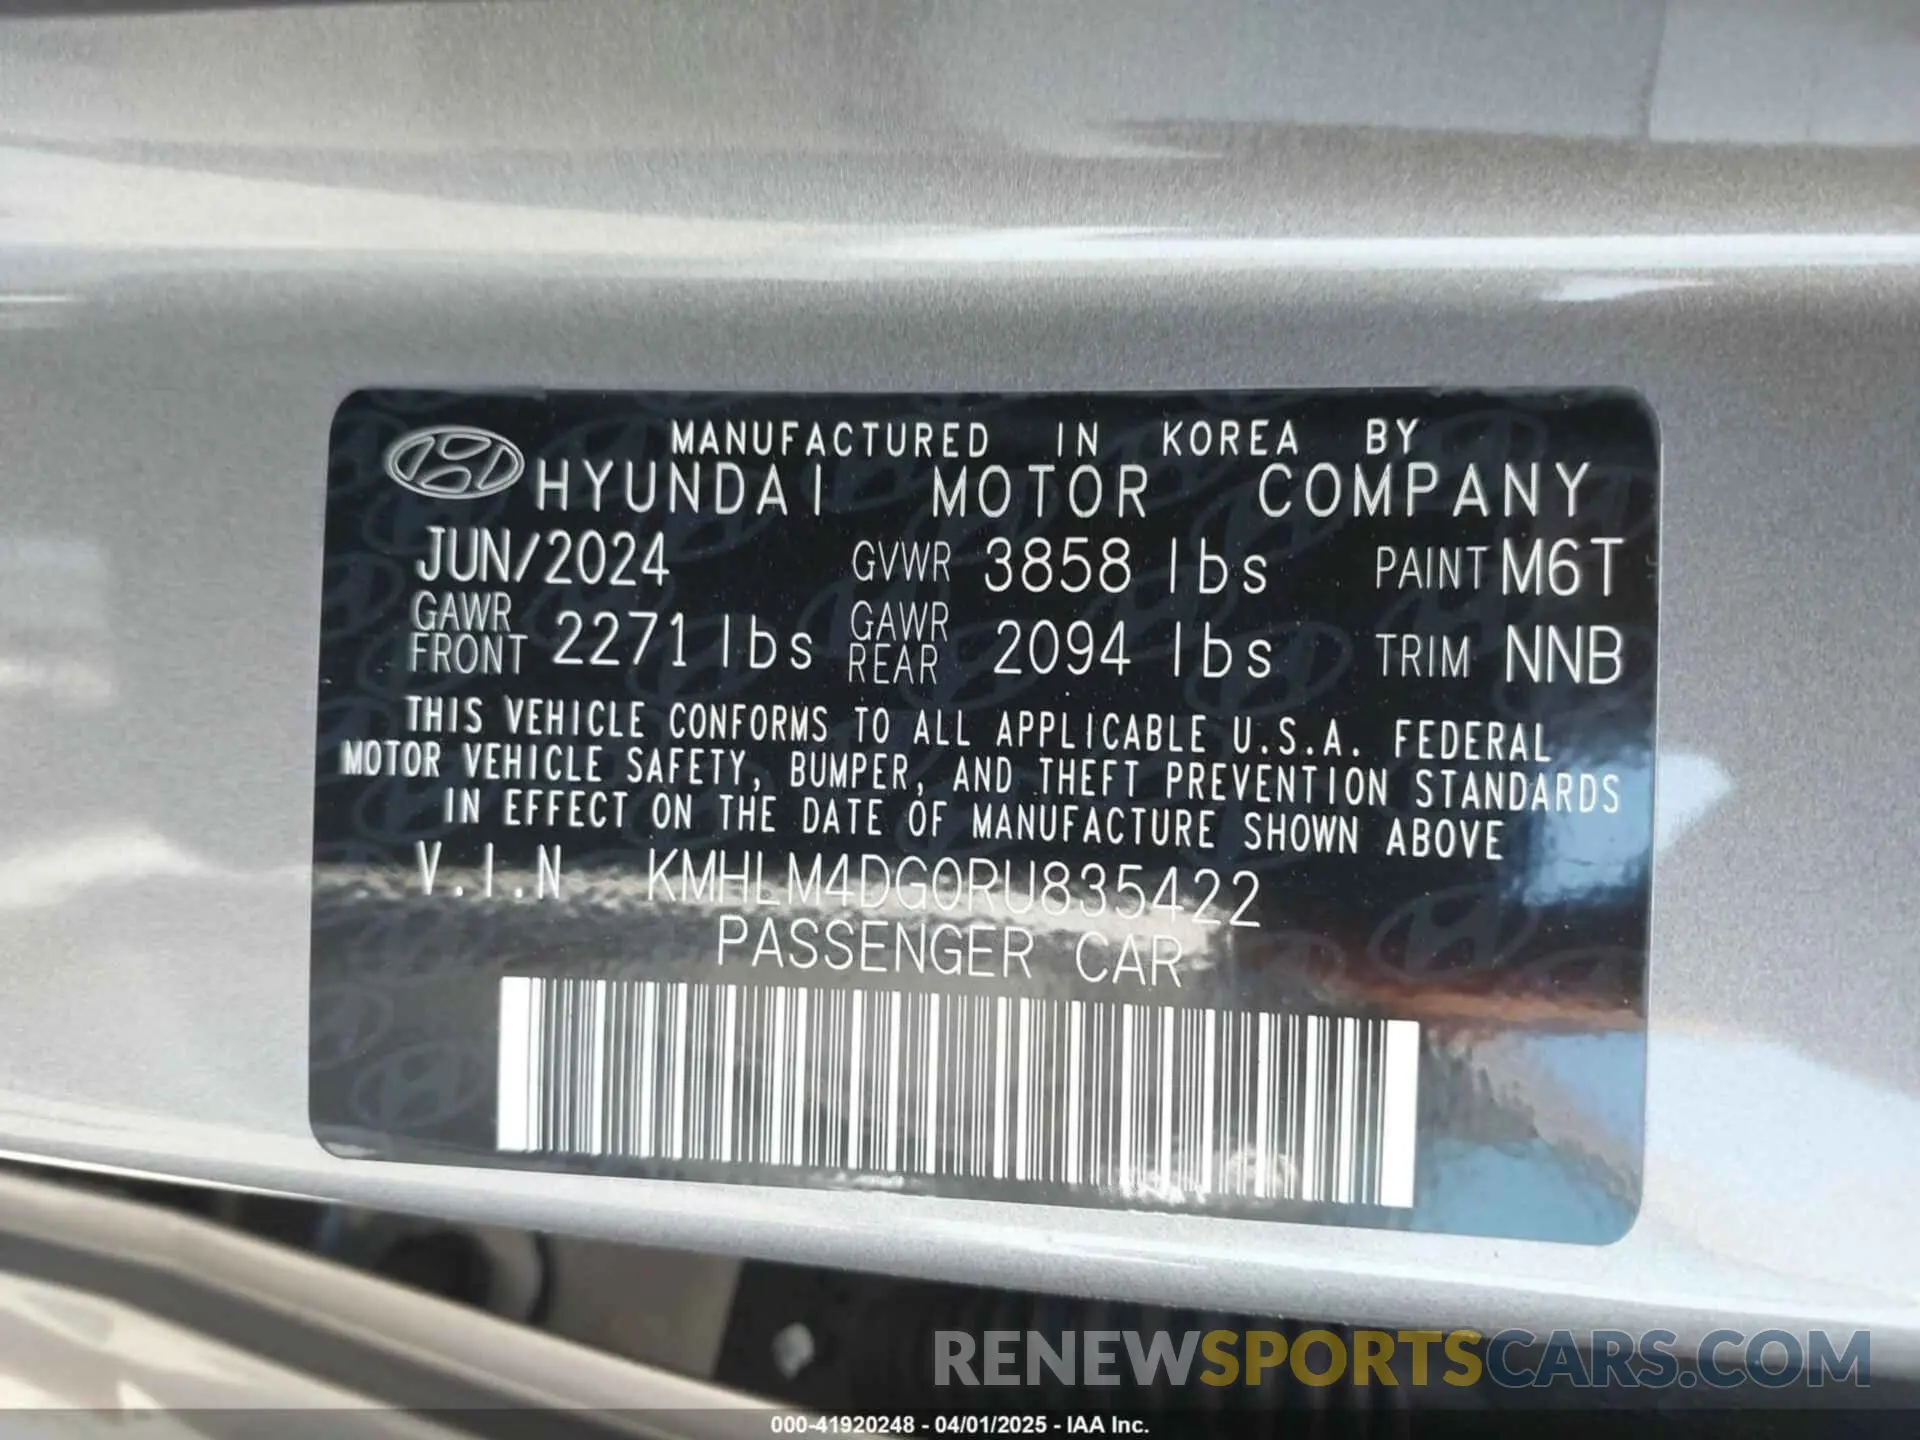 MANUFACTURED IN KOREA BY
HYUNDAI MOTOR COMPANY
JUN/2024 GVWR 3858 lbs PAINT M6T
GAWR FRONT 2271 lbs GAWR REAR 2094 lbs TRIM NNB
THIS VEHICLE CONFORMS TO ALL APPLICABLE U.S.A. FEDERAL
MOTOR VEHICLE SAFETY, BUMPER, AND THEFT PREVENTION STANDARDS
IN EFFECT ON THE DATE OF MANUFACTURE SHOWN ABOVE
V.I.N KMHLM4DG0RU835422
PASSENGER CAR
RENEWSPORTSCARS.COM
000-41920248 - 04/01/2025 - IAA Inc.